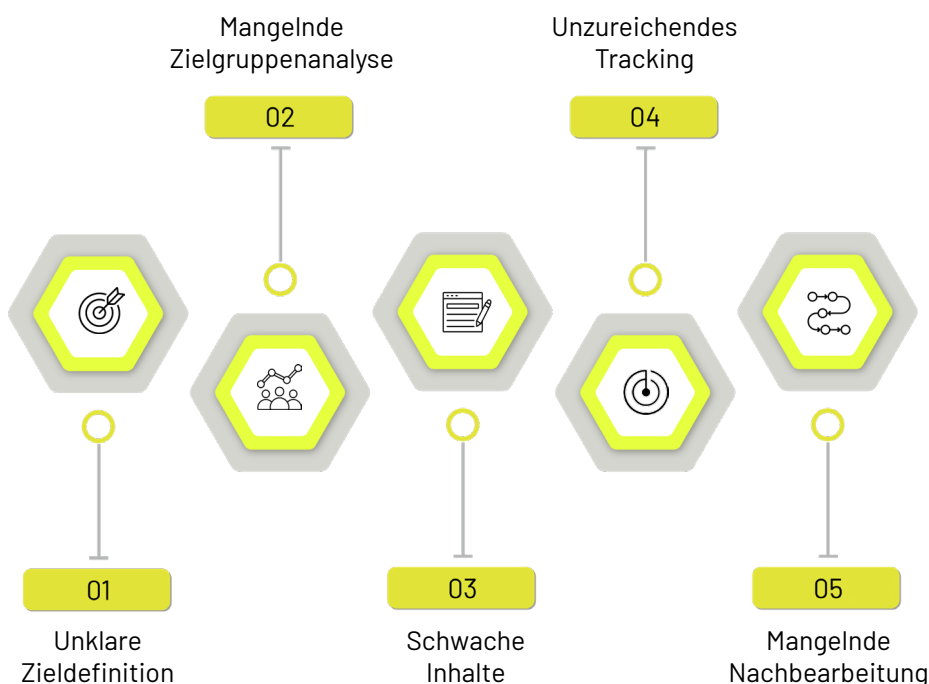 Mangelnde
Zielgruppenanalyse
02
Unzureichendes
Tracking
04
01
Unklare
Zieldefinition
03
Schwache
Inhalte
05
Mangelnde
Nachbearbeitung